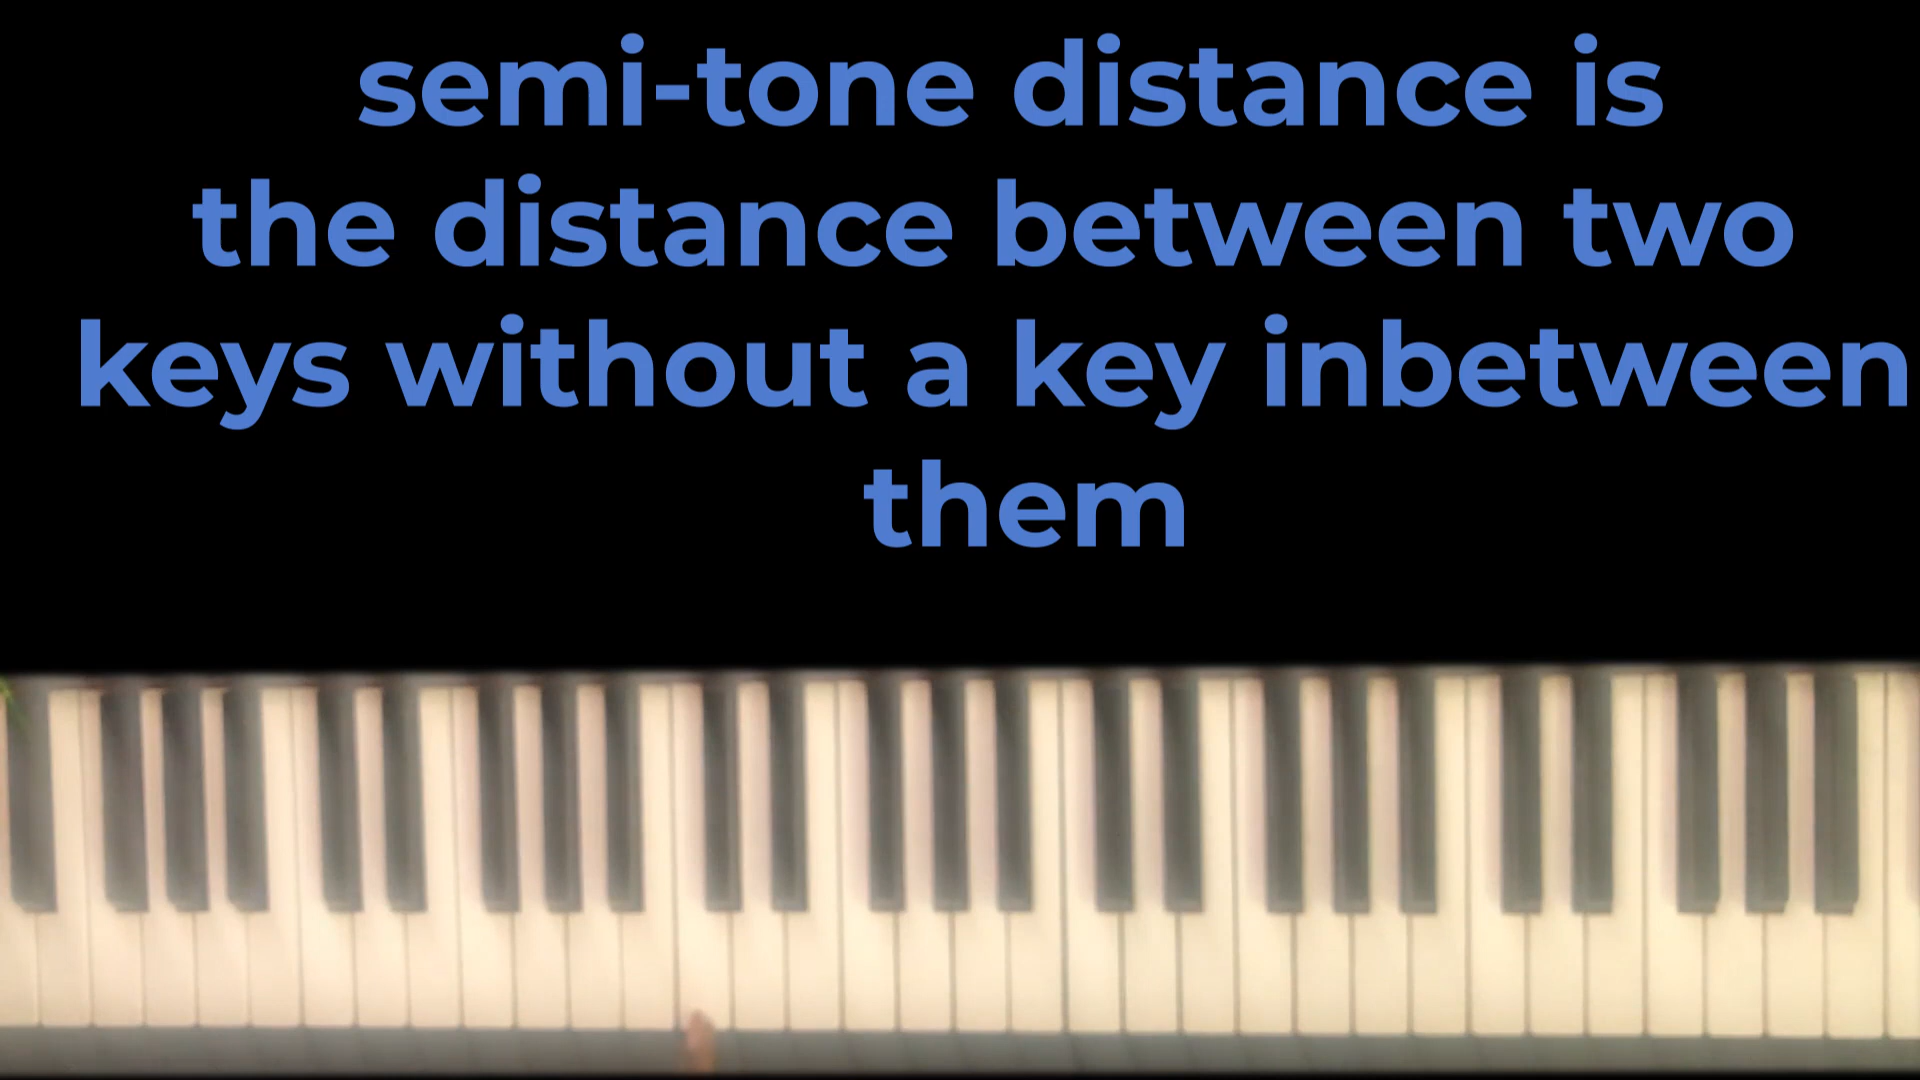 semi-tone distance is
the distance between two
keys without a key inbetween
them